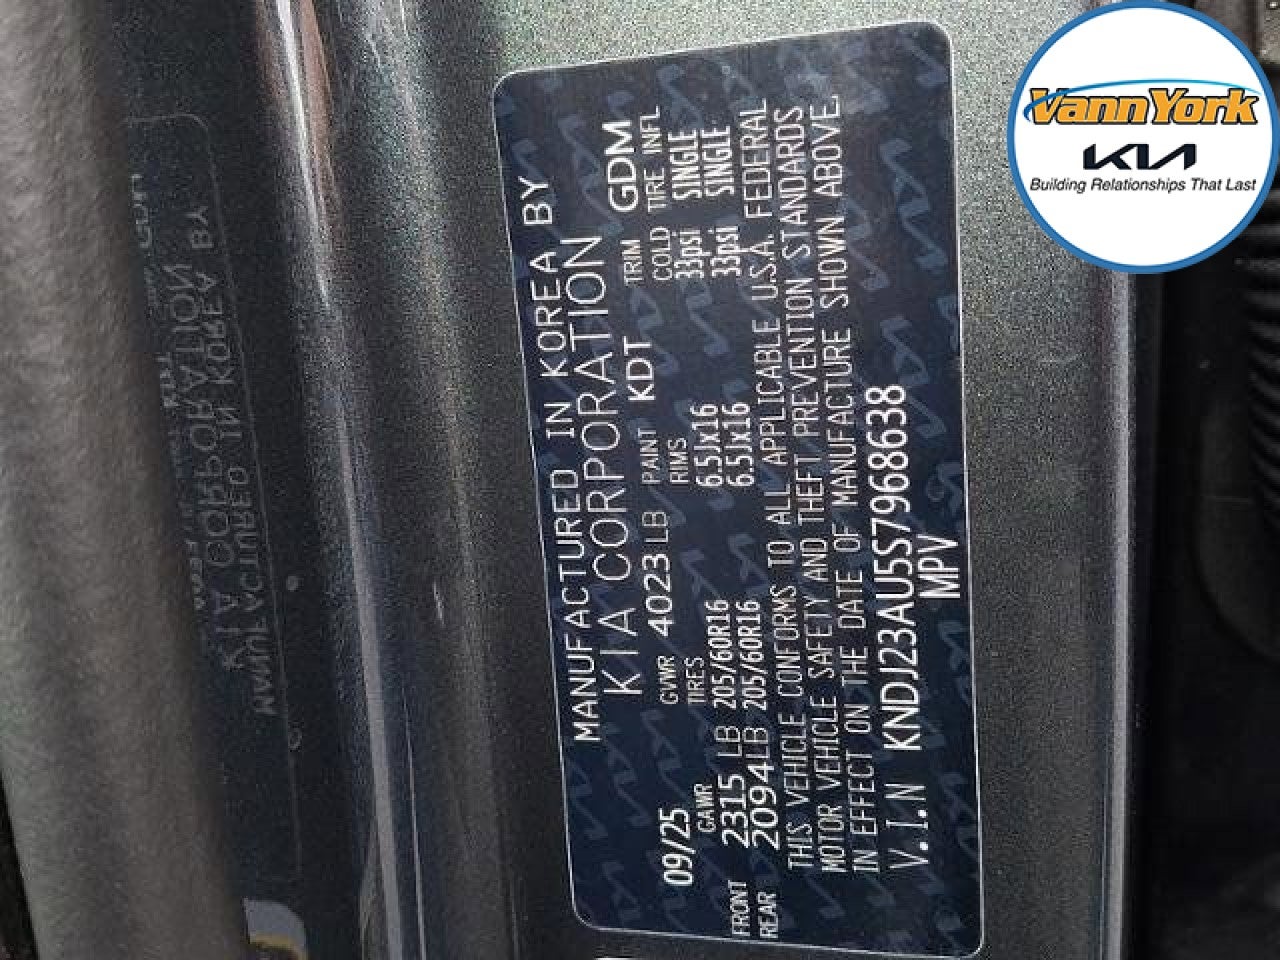 MANUFACTURED IN KOREA BY
KIA CORPORATION
09/25 GVWR 4023LB PAINT KDT TRIM GDM
GAWR TIRES RIMS COLD TIRE INFL
FRONT 2315 LB 205/60R16 6.5Jx16 33psi SINGLE
REAR 2094LB 205/60R16 6.5Jx16 33psi SINGLE
THIS VEHICLE CONFORMS TO ALL APPLICABLE U.S.A. FEDERAL
MOTOR VEHICLE SAFETY AND THEFT PREVENTION STANDARDS
IN EFFECT ON THE DATE OF MANUFACTURE SHOWN ABOVE.
V.I.N KNDJ23AU5S7968638
MPV
VannYork
KIA
Building Relationships That Last